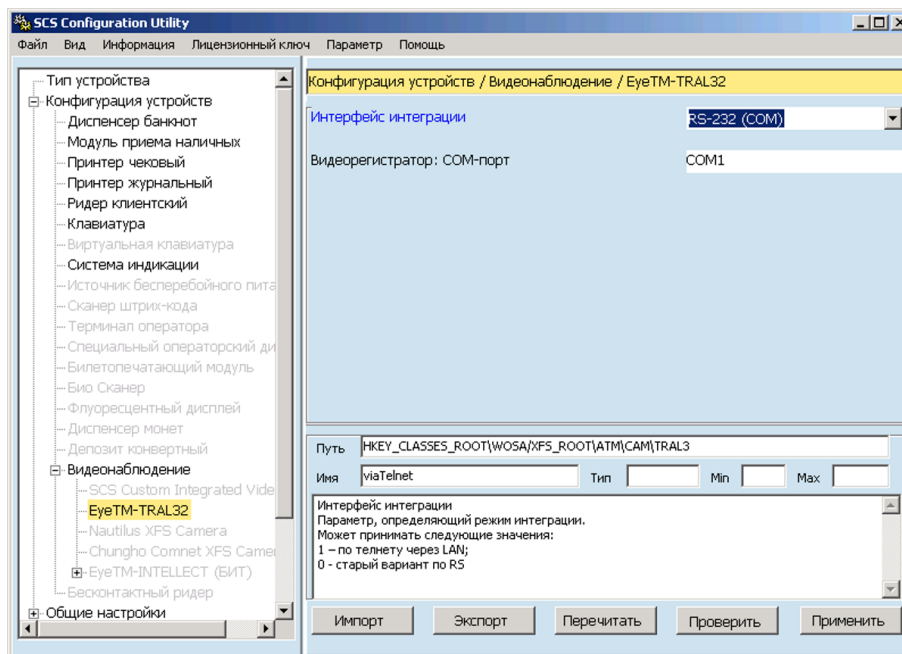 SCS Configuration Utility
Файл Вид Информация Лицензионный ключ Параметр Помощь
Тип устройства
Конфигурация устройств
Диспенсер банкнот
Модуль приема наличных
Принтер чековый
Принтер журнальный
Ридер клиентский
Клавиатура
Виртуальная клавиатура
Система индикации
Источник бесперебойного пита
Сканер штрих-кода
Терминал оператора
Специальный операторский ди
Билетопечатающий модуль
Био Сканер
Флуоресцентный дисплей
Диспенсер монет
Депозит конвертный
Видеонаблюдение
SCS Custom Integrated Vide
EyeTM-TRAL32
Nautilus XFS Camera
Chungho Comnet XFS Camer
EyeTM-INTELLECT (БИТ)
Бесконтактный ридер
Общие настройки
Конфигурация устройств / Видеонаблюдение / EyeTM-TRAL32
Интерфейс интеграции RS-232 (COM)
Видеорегистратор: COM-порт COM1
Путь HKEY_CLASSES_ROOT\WOSA/XFS_ROOT\ATM\CAM\TRAL3
Имя viaTelnet Тип Min Max
Интерфейс интеграции
Параметр, определяющий режим интеграции.
Может принимать следующие значения:
1 – по телнету через LAN;
0 - старый вариант по RS
Импорт Экспорт Перечитать Проверить Применить